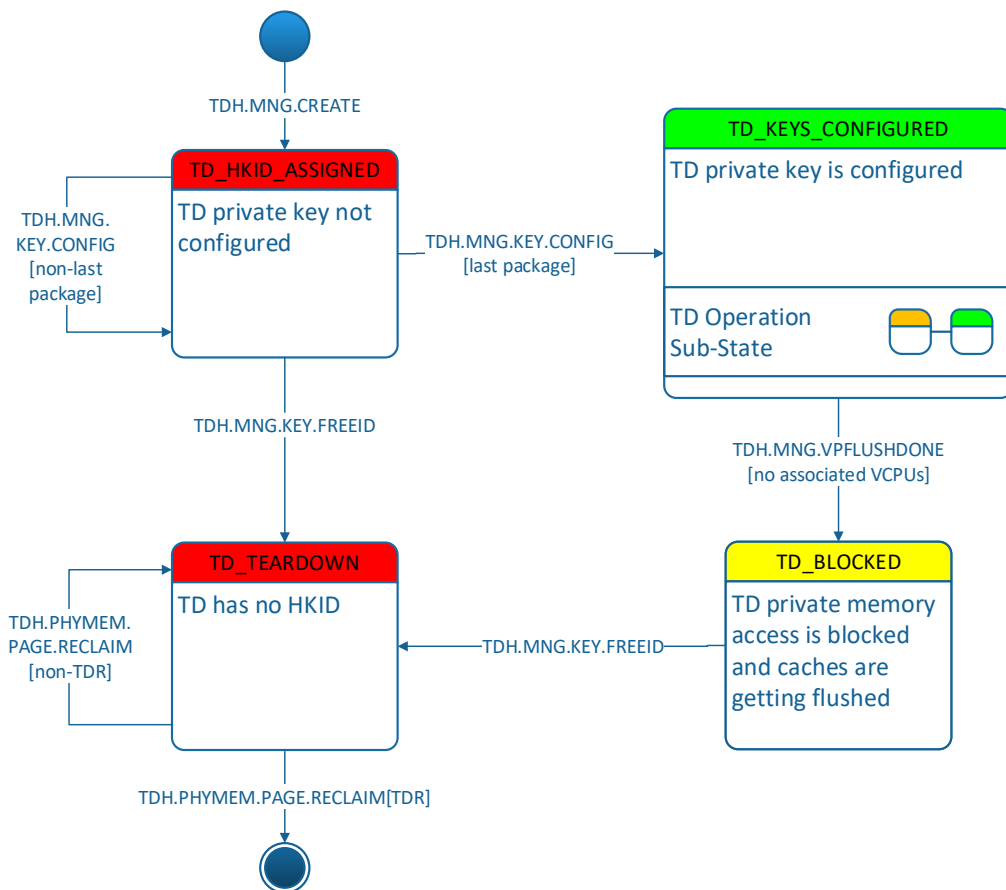 TDH.MNG.CREATE
TD_HKID_ASSIGNED
TD private key not
configured
TDH.MNG.
KEY.CONFIG
[non-last
package]
TDH.MNG.KEY.CONFIG
[last package]
TD_KEYS_CONFIGURED
TD private key is configured
TD Operation
Sub-State
TDH.MNG.KEY.FREEID
TDH.MNG.VPFLUSHDONE
[no associated VCPUs]
TD_TEARDOWN
TD has no HKID
TDH.PHYMEM.
PAGE.RECLAIM
[non-TDR]
TDH.MNG.KEY.FREEID
TD_BLOCKED
TD private memory
access is blocked
and caches are
getting flushed
TDH.PHYMEM.PAGE.RECLAIM[TDR]